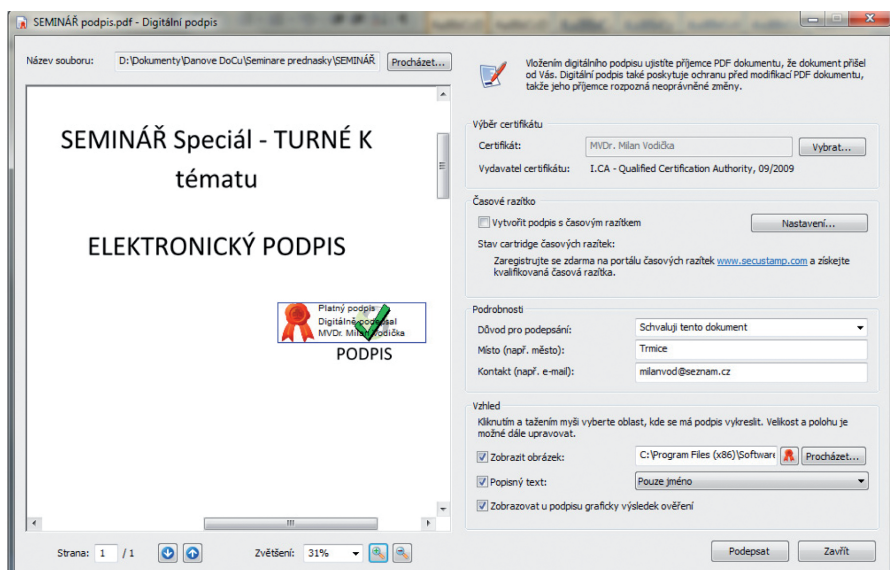 SEMINÁŘ podpis.pdf - Digitální podpis
Název souboru: D:\Dokumenty\Danove DoCu\Seminare prednasky\SEMINÁŘ Procházet...
SEMINÁŘ Speciál - TURNÉ K
tématu
ELEKTRONICKÝ PODPIS
Platný podpis
Digitálně podepsal
MVDr. Milan Vodička
PODPIS
Strana: 1 / 1 Zvětšení: 31%
Vložením digitálního podpisu ujistíte příjemce PDF dokumentu, že dokument přišel
od Vás. Digitální podpis také poskytuje ochranu před modifikací PDF dokumentu,
takže jeho příjemce rozpozná neoprávněné změny.
Výběr certifikátu
Certifikát: MVDr. Milan Vodička Vybrat...
Vydavatel certifikátu: I.CA - Qualified Certification Authority, 09/2009
Časové razítko
Vytvořit podpis s časovým razítkem Nastavení...
Stav cartridge časových razítek:
Zaregistrujte se zdarma na portálu časových razítek www.secustamp.com a získejte
kvalifikovaná časová razítka.
Podrobnosti
Důvod pro podepsání: Schvaluji tento dokument
Místo (např. město): Trmice
Kontakt (např. e-mail): milanvod@seznam.cz
Vzhled
Kliknutím a tažením myši vyberte oblast, kde se má podpis vykreslit. Velikost a polohu je
možné dále upravovat.
Zobrazit obrázek: C:\Program Files (x86)\Software Procházet...
Popisný text: Pouze jméno
Zobrazovat u podpisu graficky výsledek ověření
Podepsat Zavřít